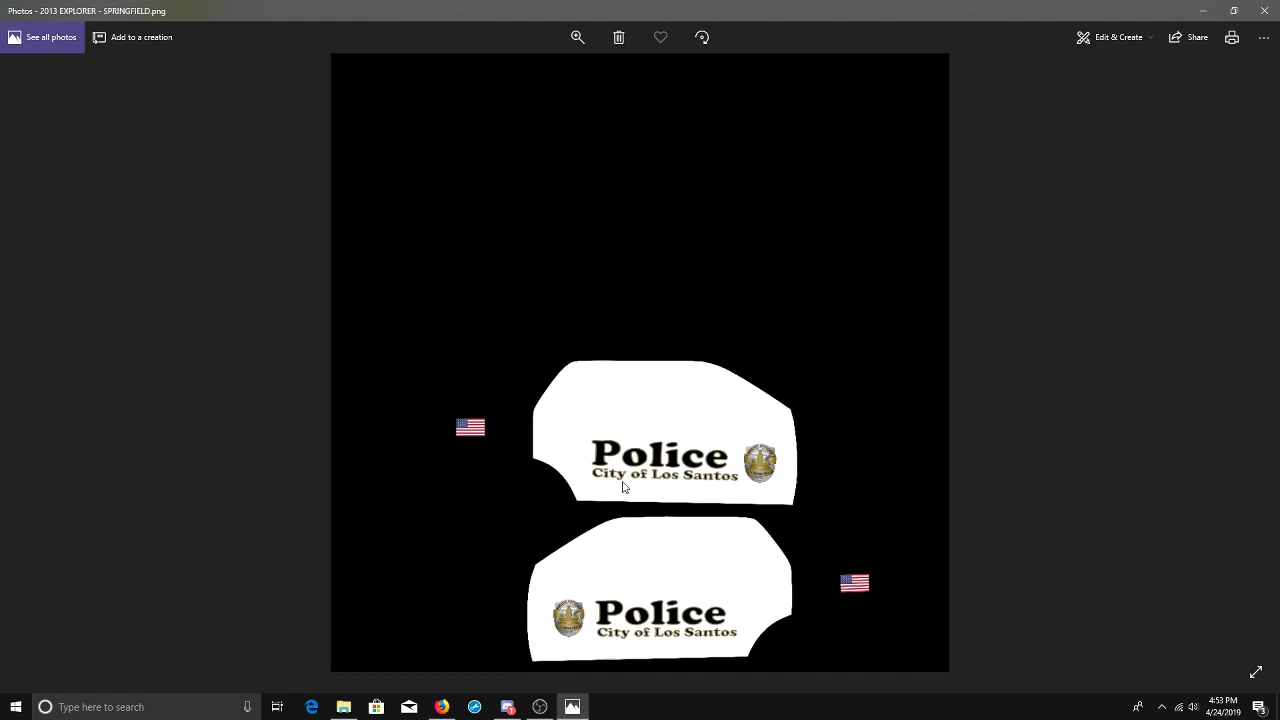 Photos - 2013 EXPLORER - SPRINGFIELD.png
See all photos
Add to a creation
Edit & Create
Share
Police
City of Los Santos
Police
City of Los Santos
Type here to search
4:53 PM
4/24/2019